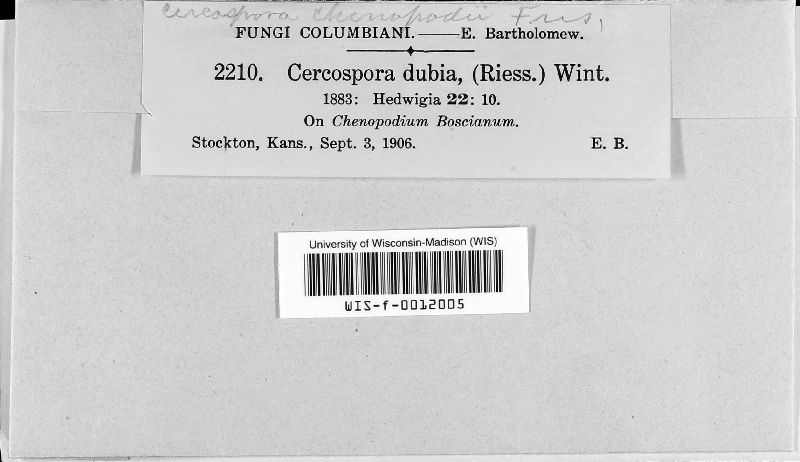 Cercospora chenopodii Fres,
FUNGI COLUMBIANI.——E. Bartholomew.
2210. Cercospora dubia, (Riess.) Wint.
1883: Hedwigia 22: 10.
On Chenopodium Boscianum.
Stockton, Kans., Sept. 3, 1906. E. B.
University of Wisconsin-Madison (WIS)
WIS-f-0012005